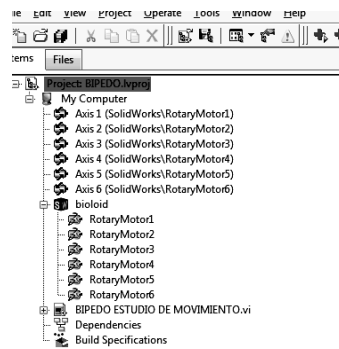 File Edit View Project Operate Tools Window Help
Items Files
Project: BIPEDO.lvproj
My Computer
Axis 1 (SolidWorks\RotaryMotor1)
Axis 2 (SolidWorks\RotaryMotor2)
Axis 3 (SolidWorks\RotaryMotor3)
Axis 4 (SolidWorks\RotaryMotor4)
Axis 5 (SolidWorks\RotaryMotor5)
Axis 6 (SolidWorks\RotaryMotor6)
bioloid
RotaryMotor1
RotaryMotor2
RotaryMotor3
RotaryMotor4
RotaryMotor5
RotaryMotor6
BIPEDO ESTUDIO DE MOVIMIENTO.vi
Dependencies
Build Specifications